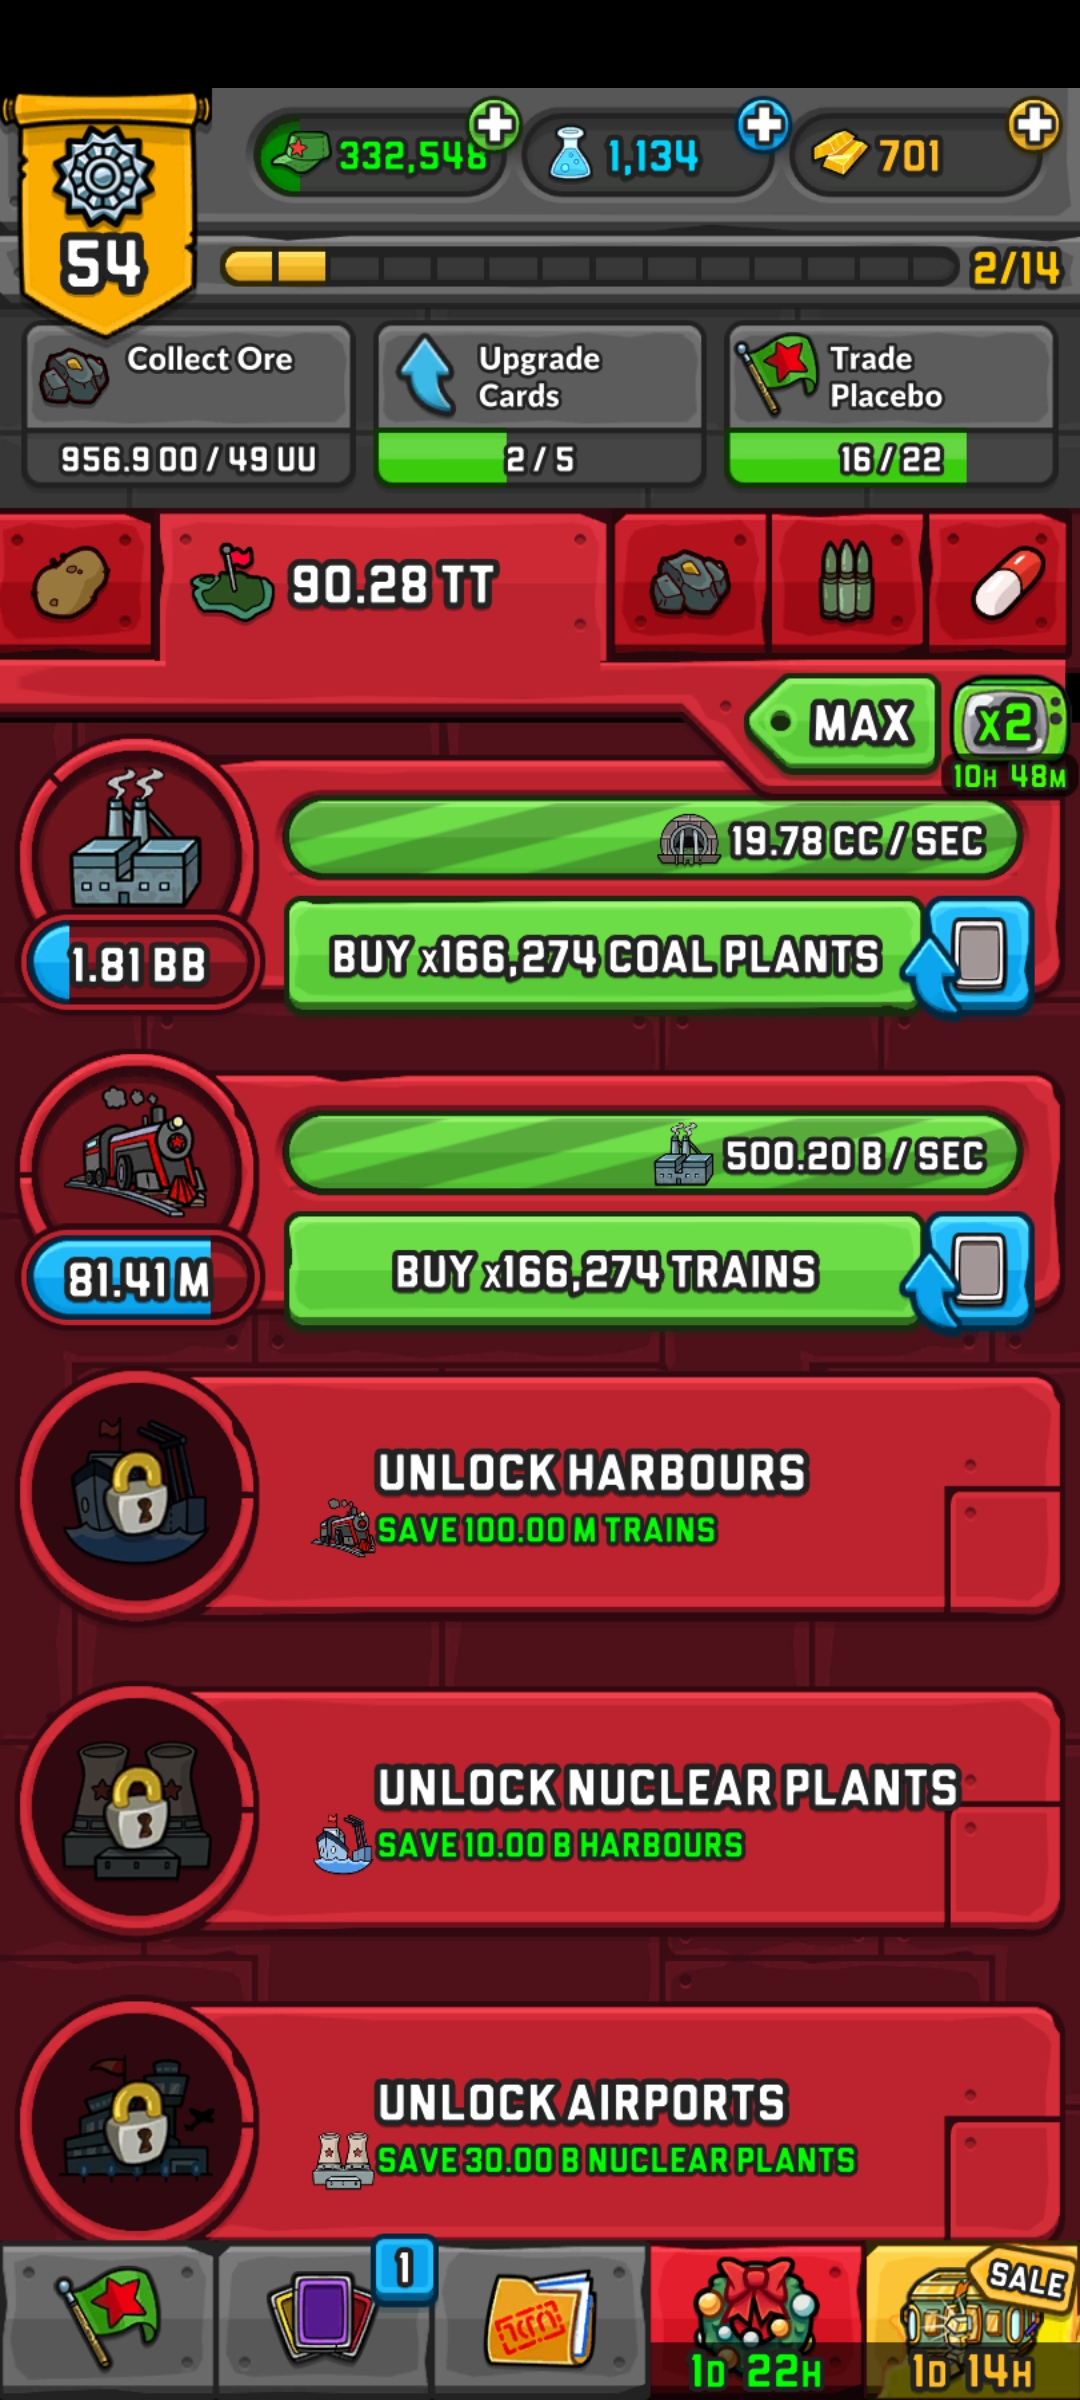 332,548
1,134
701
54
2/14
Collect Ore
956.9 OO / 49 UU
Upgrade
Cards
2 / 5
Trade
Placebo
16 / 22
90.28 TT
MAX
X2
10H 48M
19.78 CC / SEC
1.81 BB
BUY x166,274 COAL PLANTS
500.20 B / SEC
81.41 M
BUY x166,274 TRAINS
UNLOCK HARBOURS
SAVE 100.00 M TRAINS
UNLOCK NUCLEAR PLANTS
SAVE 10.00 B HARBOURS
UNLOCK AIRPORTS
SAVE 30.00 B NUCLEAR PLANTS
1
SALE
1D 22H
1D 14H